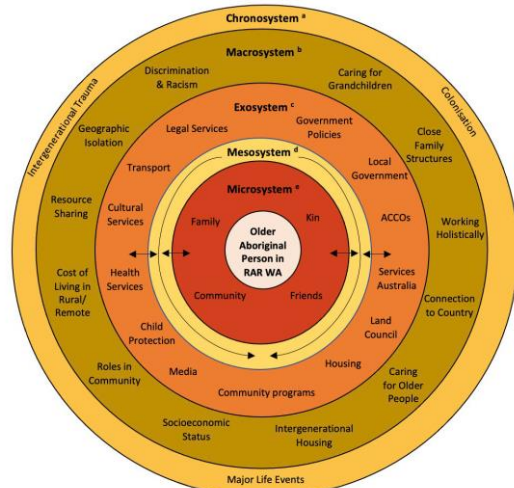 Chronosystem a
Macrosystem b
Discrimination
& Racism
Caring for
Grandchildren
Intergenerational Trauma
Colonisation
Exosystem c
Geographic
Isolation
Legal Services
Government
Policies
Close
Family
Structures
Mesosystem d
Transport
Local
Government
Microsystem e
Resource
Sharing
Cultural
Services
Family
Kin
ACCOs
Working
Holistically
Older
Aboriginal
Person in
RAR WA
Cost of
Living in
Rural/
Remote
Health
Services
Services
Australia
Community
Friends
Connection
to Country
Child
Protection
Land
Council
Roles in
Community
Media
Housing
Caring
for Older
People
Community programs
Socioeconomic
Status
Intergenerational
Housing
Major Life Events